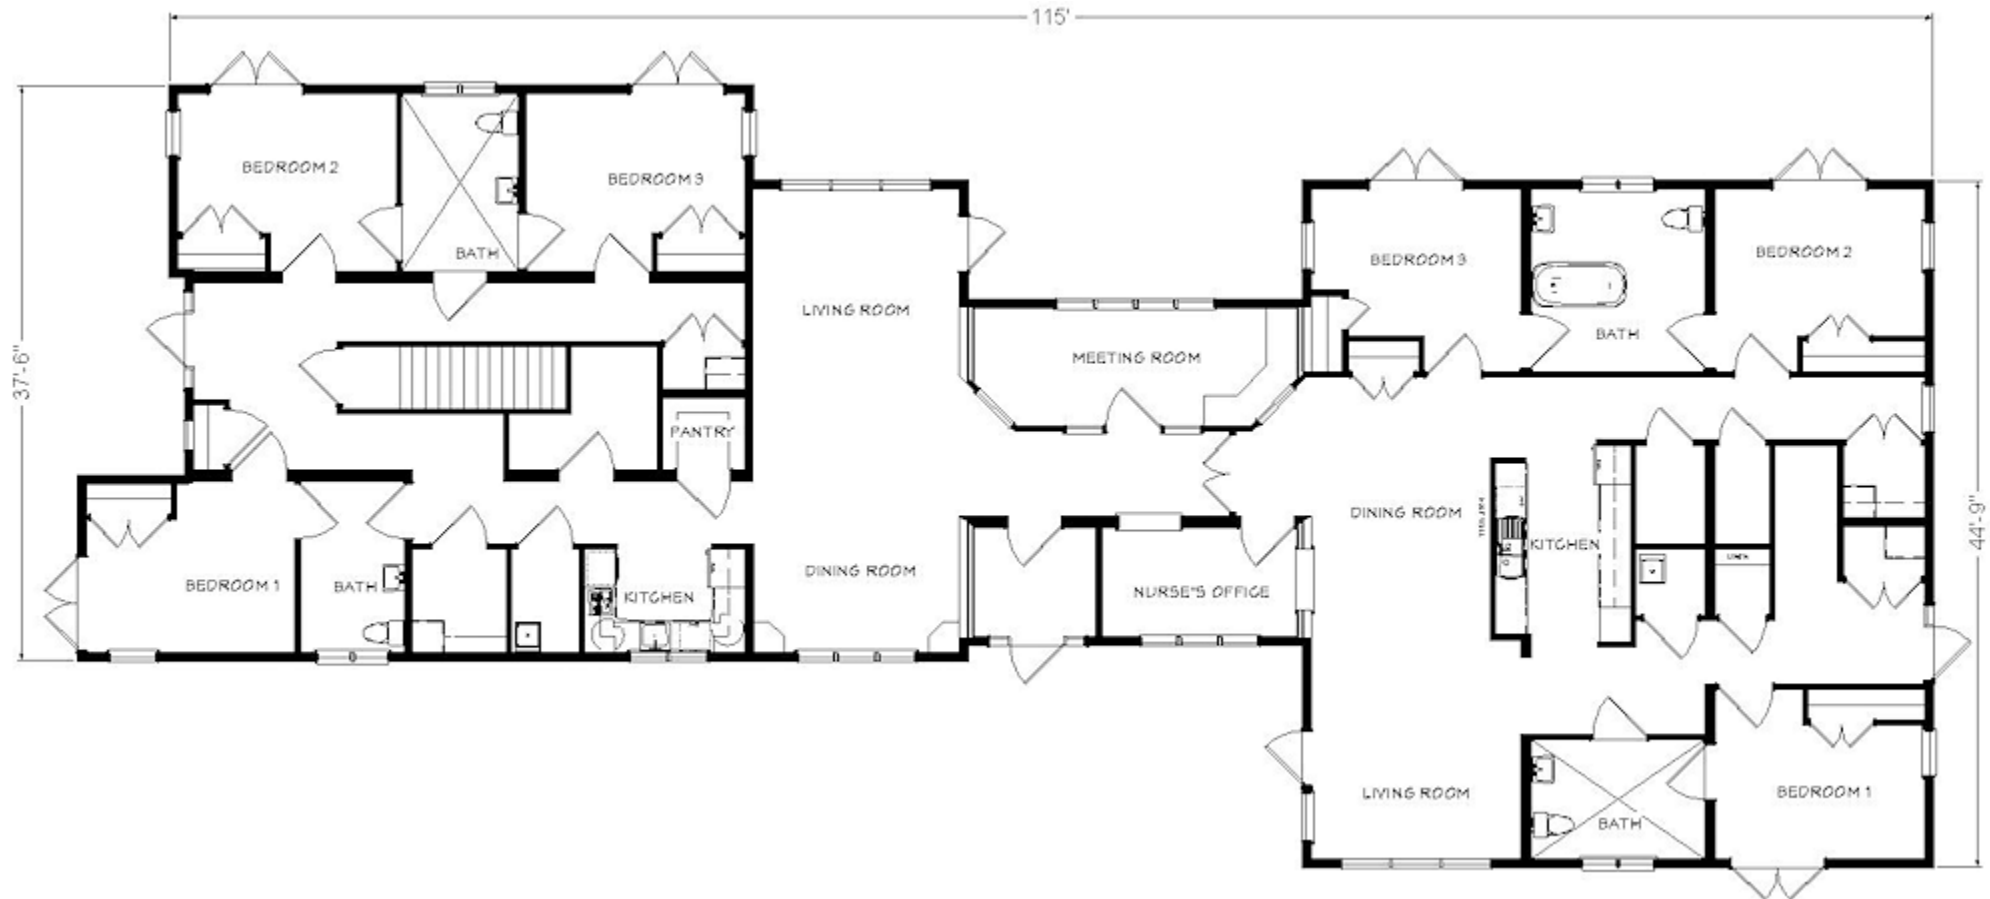 115'
37'-6"
44'-9"
BEDROOM 2
BATH
BEDROOM 3
LIVING ROOM
PANTRY
BEDROOM 1
BATH
KITCHEN
DINING ROOM
MEETING ROOM
NURSE'S OFFICE
BEDROOM 3
BATH
BEDROOM 2
DINING ROOM
KITCHEN
LIVING ROOM
BATH
BEDROOM 1